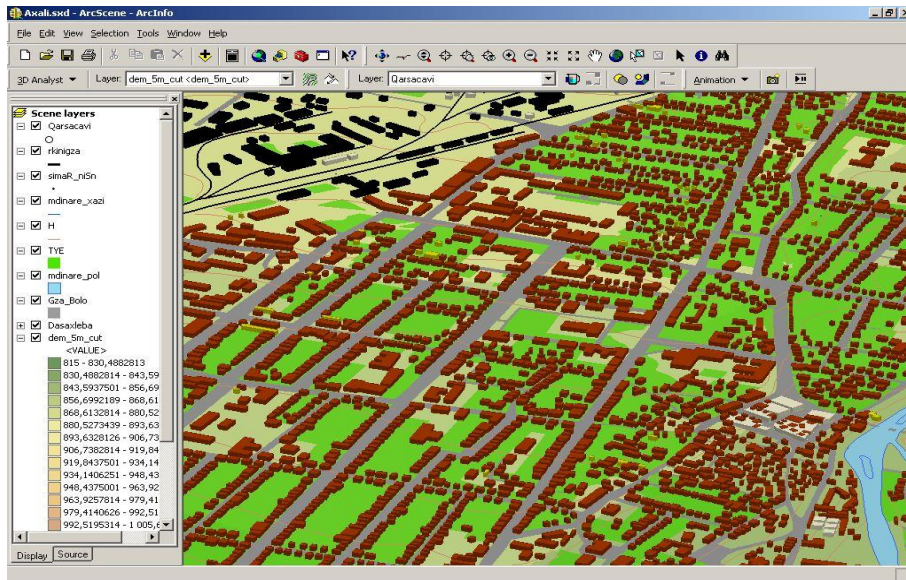 Axali.sxd - ArcScene - ArcInfo
File Edit View Selection Tools Window Help
3D Analyst Layer: dem_5m_cut <dem_5m_cut> Layer: Qarsacavi Animation
Scene layers
Qarsacavi
rkinigza
simaR_niSn
mdinare_xazi
H
TYE
mdinare_pol
Gza_Bolo
Dasaxleba
dem_5m_cut
<VALUE>
815 - 830,4882813
830,4882814 - 843,59
843,5937501 - 856,69
856,6992189 - 868,61
868,6132814 - 880,52
880,5273439 - 893,63
893,6328126 - 906,73
906,7382814 - 919,84
919,8437501 - 934,14
934,1406251 - 948,43
948,4375001 - 963,92
963,9257814 - 979,41
979,4140626 - 992,51
992,5195314 - 1 005,6
Display Source